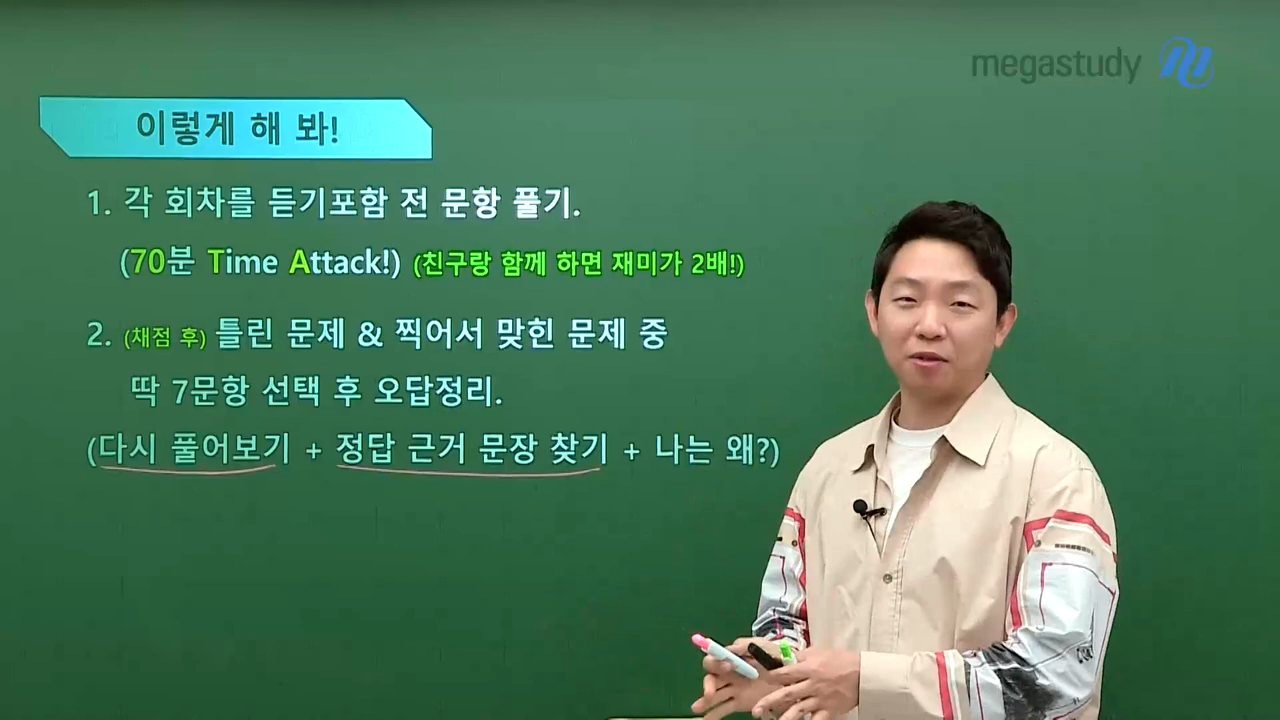 megastudy
이렇게 해 봐!
1. 각 회차를 듣기포함 전 문항 풀기.
(70분 Time Attack!) (친구랑 함께 하면 재미가 2배!)
2. (채점 후) 틀린 문제 & 찍어서 맞힌 문제 중
딱 7문항 선택 후 오답정리.
(다시 풀어보기 + 정답 근거 문장 찾기 + 나는 왜?)